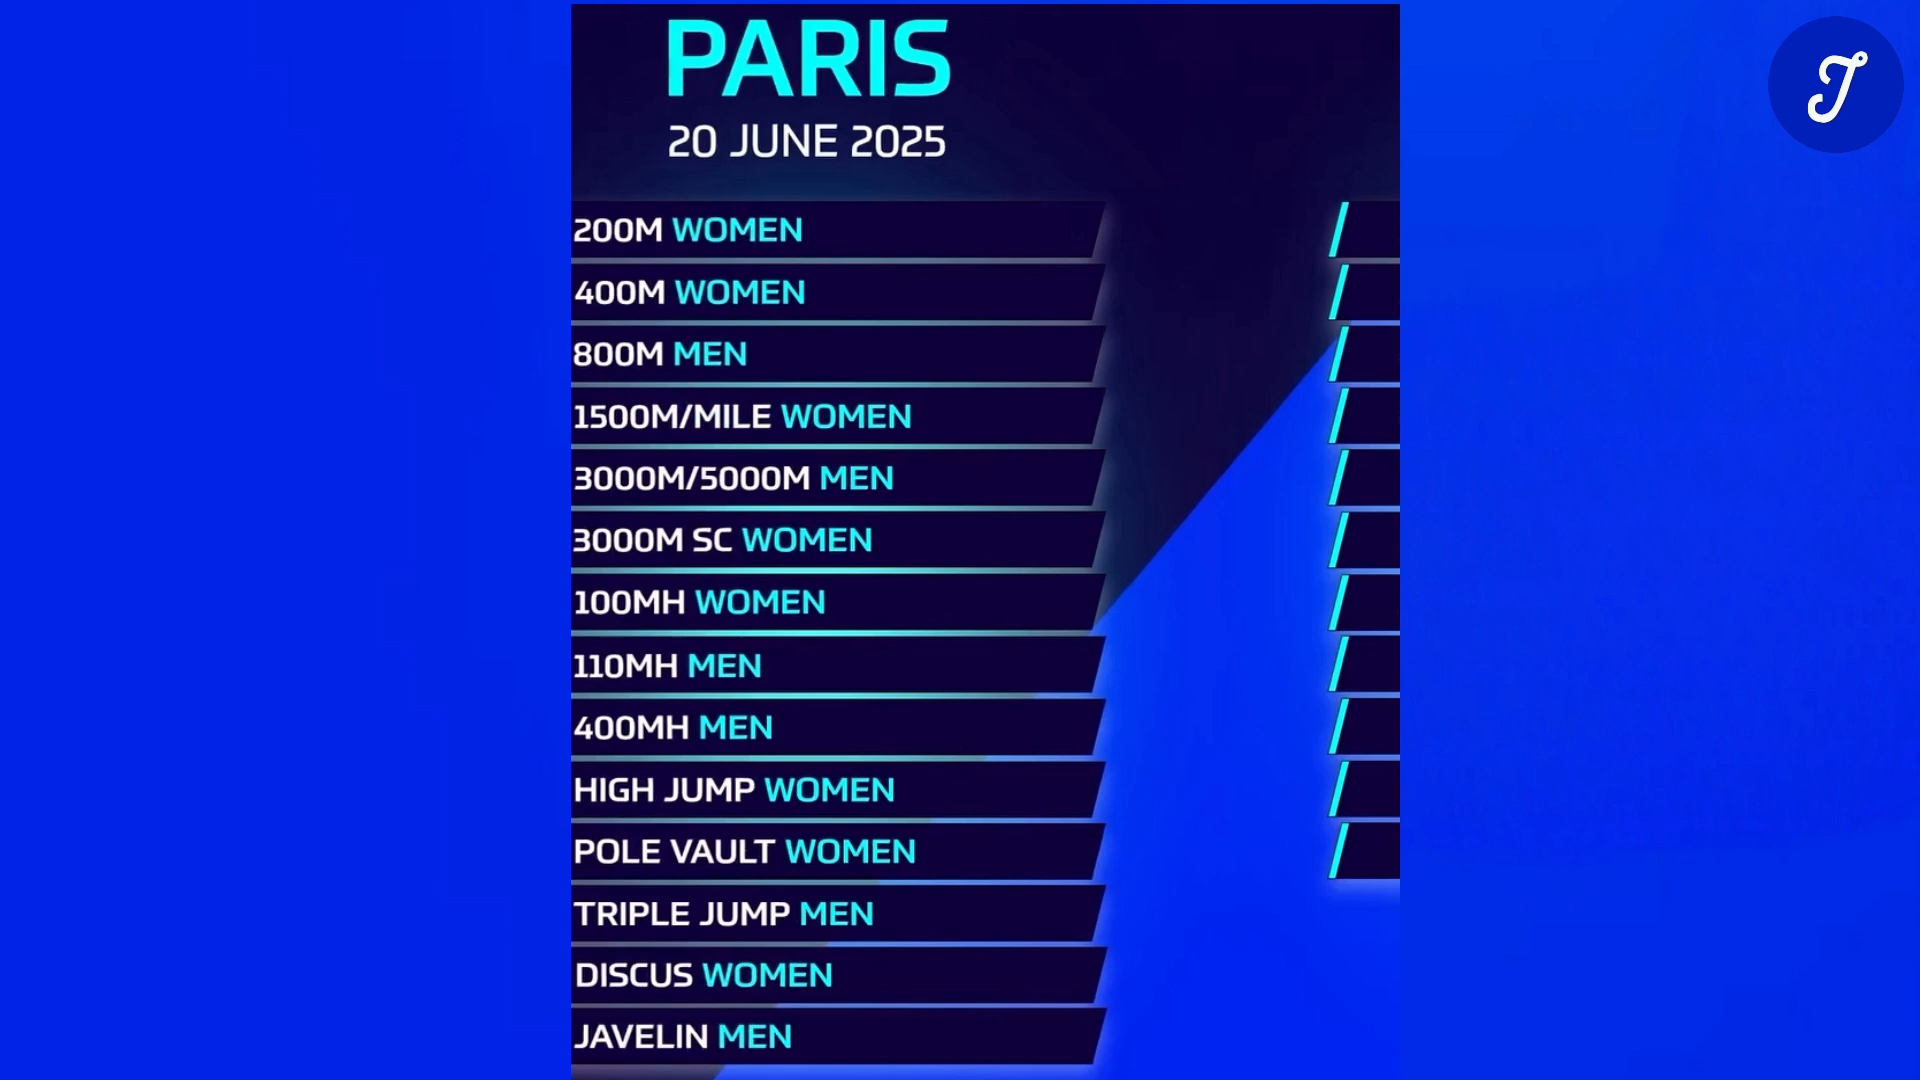 PARIS
20 JUNE 2025
200M WOMEN
400M WOMEN
800M MEN
1500M/MILE WOMEN
3000M/5000M MEN
3000M SC WOMEN
100MH WOMEN
110MH MEN
400MH MEN
HIGH JUMP WOMEN
POLE VAULT WOMEN
TRIPLE JUMP MEN
DISCUS WOMEN
JAVELIN MEN
J